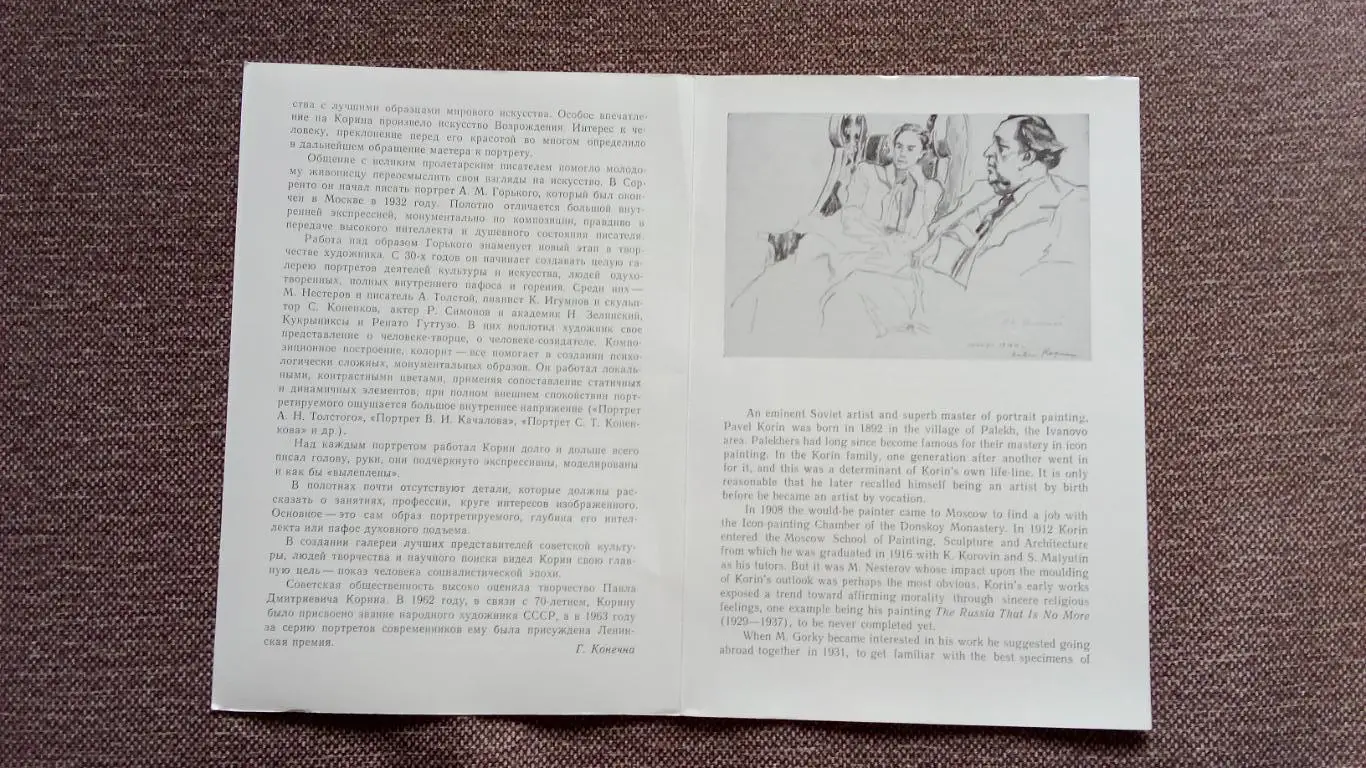 ства с лучшими образцами мирового искусства. Особое впечатле-
ние на Корина произвело искусство Возрождения. Интерес к че-
ловеку, преклонение перед его красотой во многом определило
в дальнейшем обращение мастера к портрету.
Общение с великим пролетарским писателем помогло молодо-
му живописцу переосмыслить свои взгляды на искусство. В Сор-
ренто он начал писать портрет А. М. Горького, который был окон-
чен в Москве в 1932 году. Полотно отличается большой внут-
ренней экспрессией, монументально по композиции, правдиво в
передаче высокого интеллекта и душевного состояния писателя.
Работа над образом Горького знаменует новый этап в твор-
честве художника. С 30-х годов он начинает создавать целую га-
лерею портретов деятелей культуры и искусства, людей одухо-
творенных, полных внутреннего пафоса и горения. Среди них —
М. Нестеров и писатель А. Толстой, пианист К. Игумнов и скульп-
тор С. Коненков, актер Р. Симонов и академик Н. Зелинский,
Кукрыниксы и Ренато Гуттузо. В них воплотил художник свое
представление о человеке-творце, о человеке-созидателе. Компо-
зиционное построение, колорит — все помогает в создании психо-
логически сложных, монументальных образов. Он работал локаль-
ными, контрастными цветами, применяя сопоставление статичных
и динамичных элементов; при полном внешнем спокойствии порт-
ретируемого ощущается большое внутреннее напряжение («Портрет
А. Н. Толстого», «Портрет В. И. Качалова», «Портрет С. Т. Конен-
кова» и др.).
Над каждым портретом работал Корин долго и дольше всего
писал голову, руки, они подчеркнуто экспрессивны, моделированы
и как бы «вылеплены».
В полотнах почти отсутствуют детали, которые должны рас-
сказать о занятиях, профессии, круге интересов изображенного.
Основное — это сам образ портретируемого, глубина его интел-
лекта или пафос духовного подъема.
В создании галереи лучших представителей советской культу-
ры, людей творчества и научного поиска видел Корин свою глав-
ную цель — показ человека социалистической эпохи.
Советская общественность высоко оценила творчество Павла
Дмитриевича Корина. В 1962 году, в связи с 70-летием, Корину
было присвоено звание народного художника СССР, а в 1963 году
за серию портретов современников ему была присуждена Ленин-
ская премия.
Г. Конечна
An eminent Soviet artist and superb master of portrait painting,
Pavel Korin was born in 1892 in the village of Palekh, the Ivanovo
area. Palekhers had long since become famous for their mastery in icon
painting. In the Korin family, one generation after another went in
for it, and this was a determinant of Korin's own life-line. It is only
reasonable that he later recalled himself being an artist by birth
before he became an artist by vocation.
In 1908 the would-be painter came to Moscow to find a job with
the Icon-painting Chamber of the Donskoy Monastery. In 1912 Korin
entered the Moscow School of Painting, Sculpture and Architecture
from which he was graduated in 1916 with K. Korovin and S. Malyutin
as his tutors. But it was M. Nesterov whose impact upon the moulding
of Korin's outlook was perhaps the most obvious. Korin's early works
exposed a trend toward affirming morality through sincere religious
feelings, one example being his painting The Russia That Is No More
(1929—1937), to be never completed yet.
When M. Gorky became interested in his work he suggested going
abroad together in 1931, to get familiar with the best specimens of